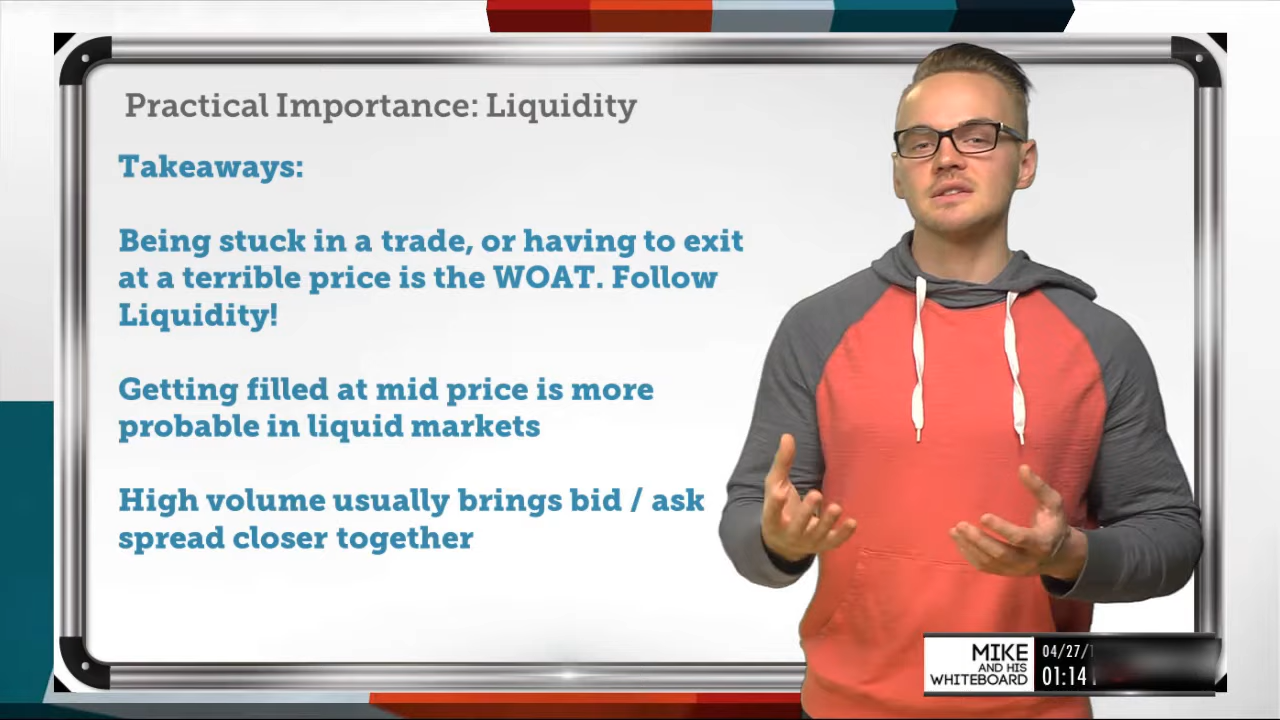 Practical Importance: Liquidity
Takeaways:
Being stuck in a trade, or having to exit
at a terrible price is the WOAT. Follow
Liquidity!
Getting filled at mid price is more
probable in liquid markets
High volume usually brings bid / ask
spread closer together
MIKE
AND HIS
WHITEBOARD
04/27/
01:14